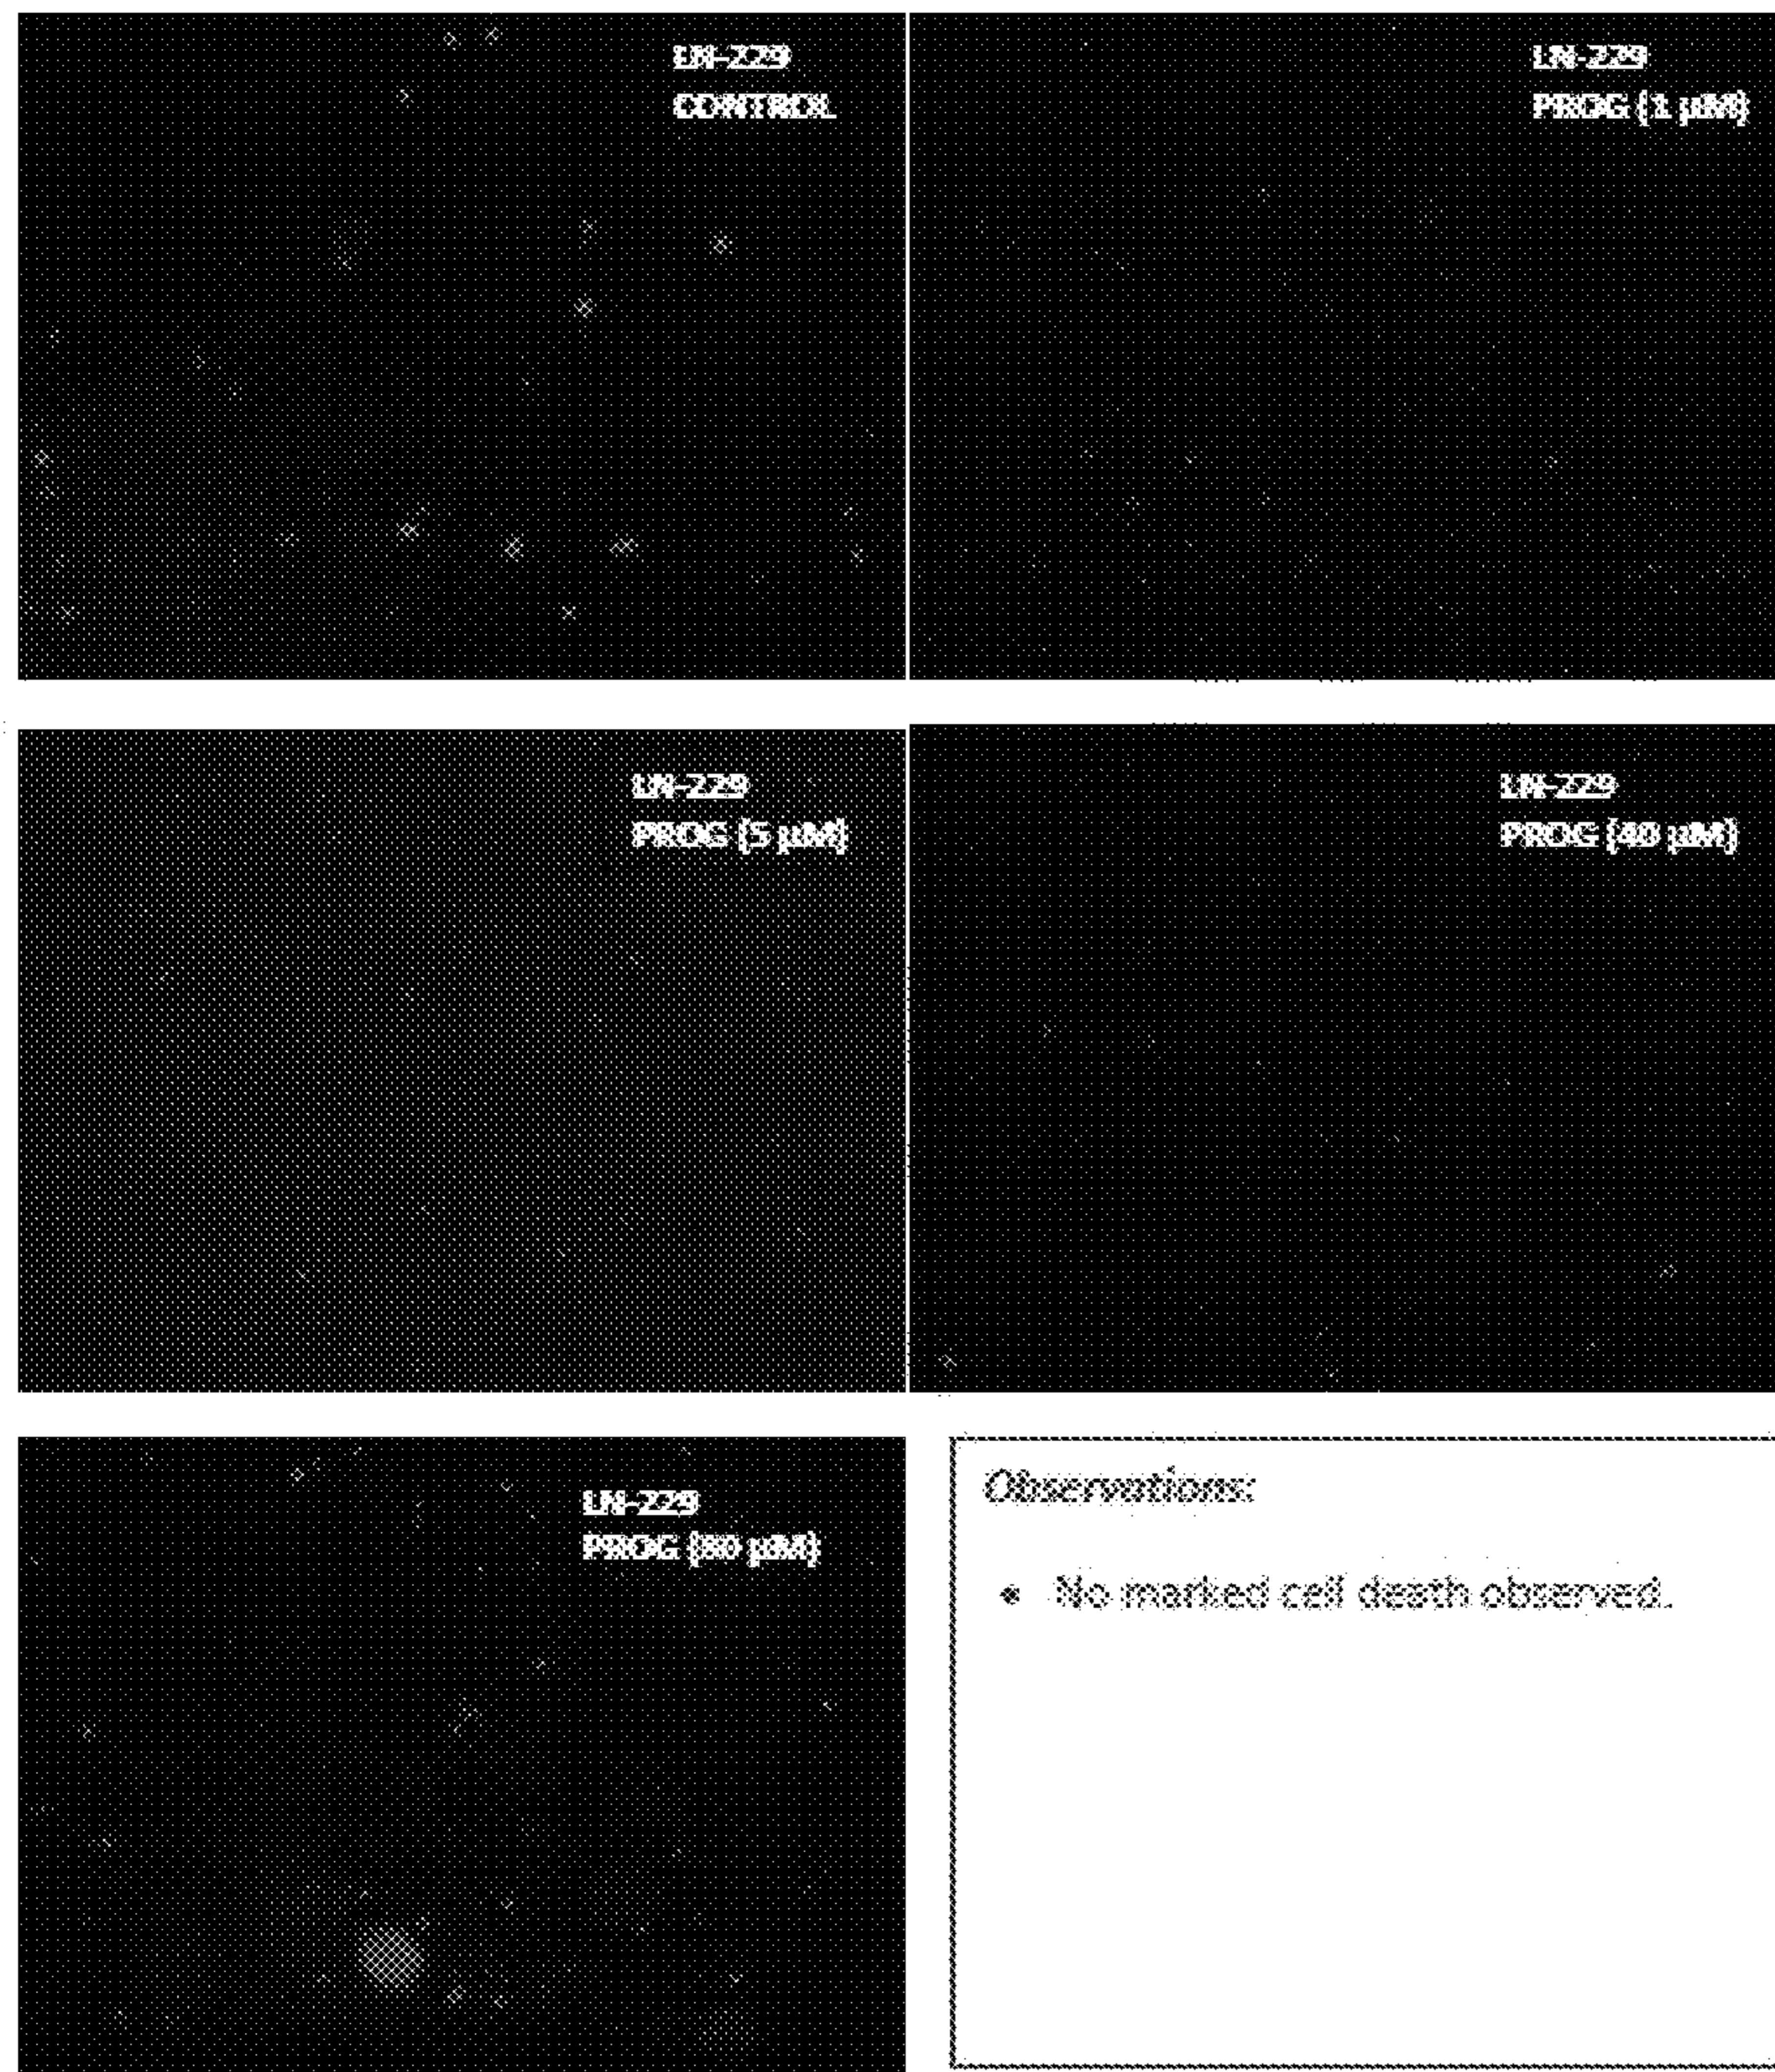 LN-229
CONTROL
LN-229
PROG (1 µM)
LN-229
PROG (5 µM)
LN-229
PROG (40 µM)
LN-229
PROG (80 µM)
Observations:
• No marked cell death observed.